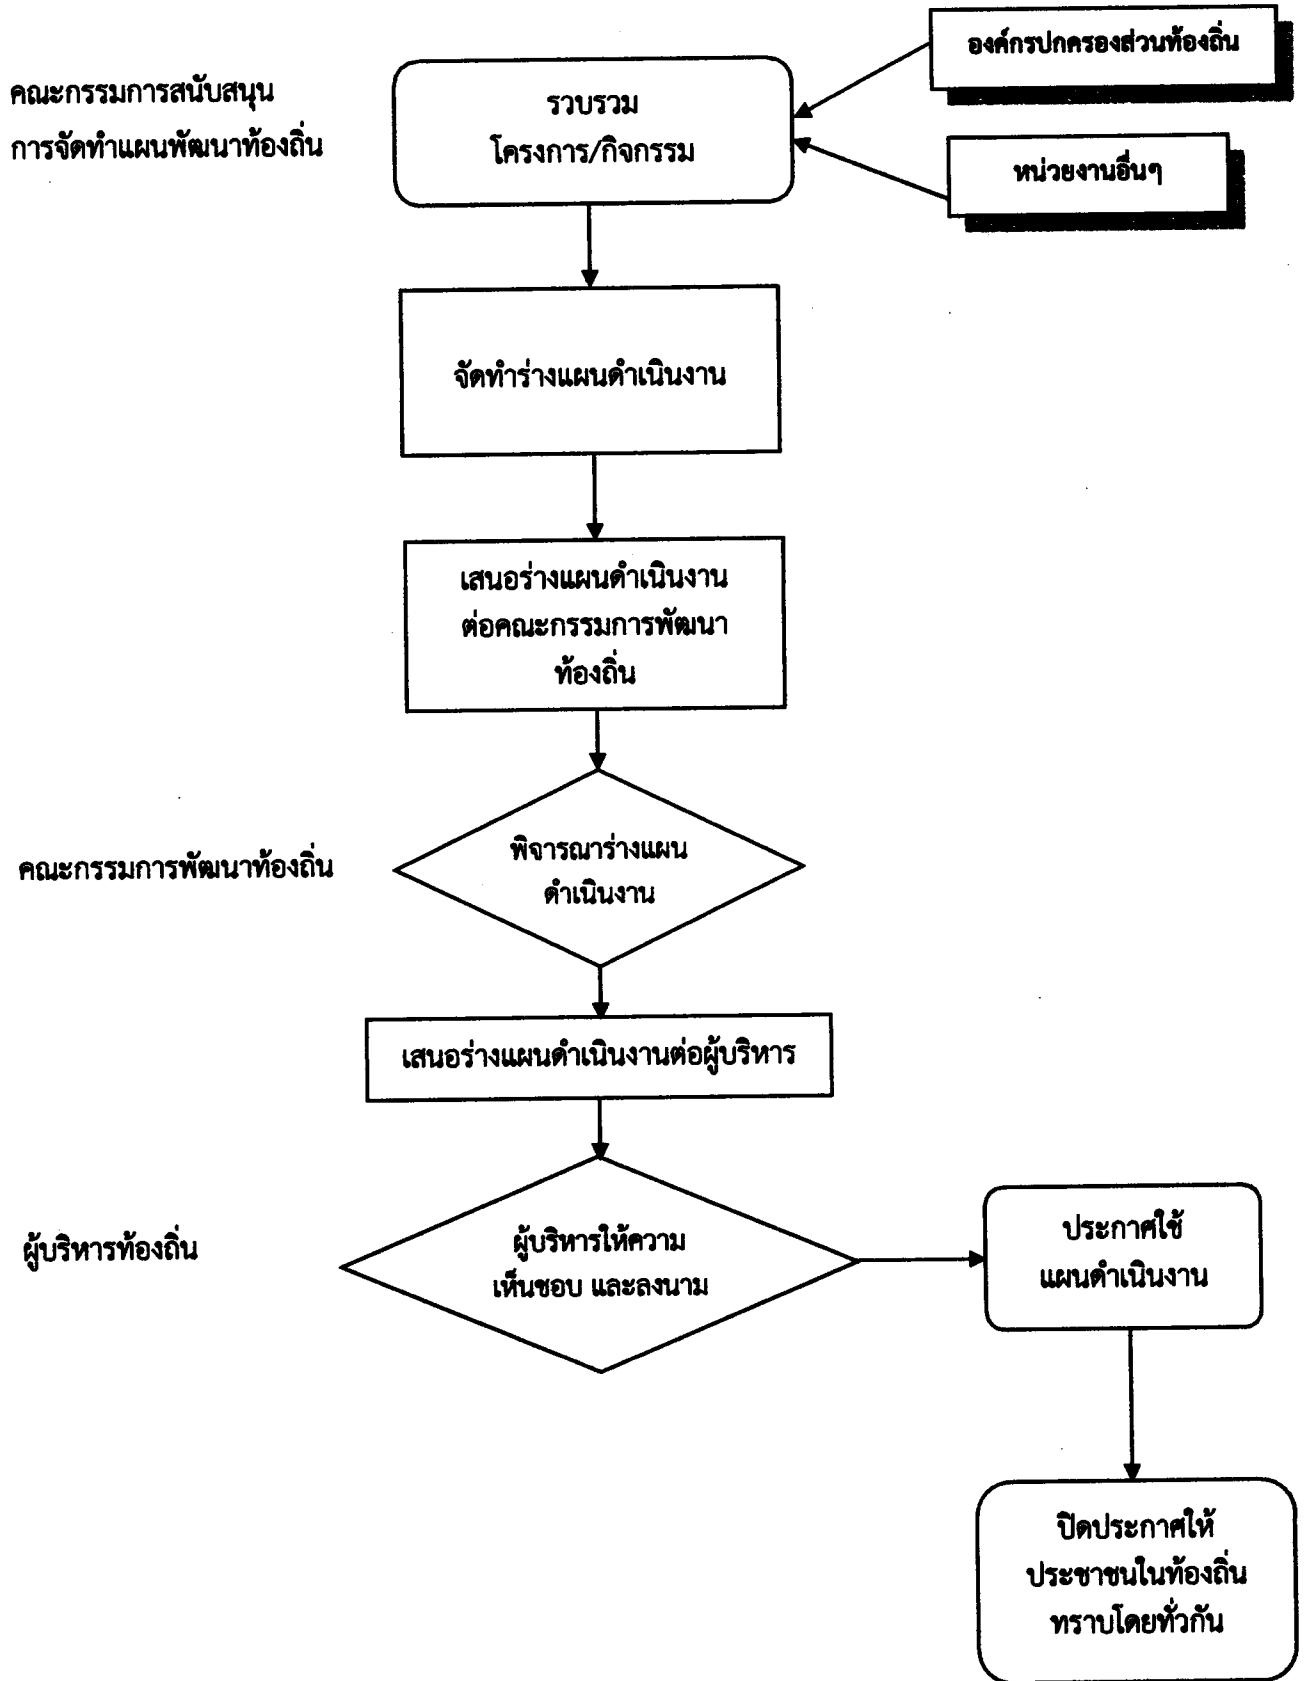 องค์กรปกครองส่วนท้องถิ่น
คณะกรรมการสนับสนุน
การจัดทำแผนพัฒนาท้องถิ่น
รวบรวม
โครงการ/กิจกรรม
หน่วยงานอื่นๆ
จัดทำร่างแผนดำเนินงาน
เสนอร่างแผนดำเนินงาน
ต่อคณะกรรมการพัฒนา
ท้องถิ่น
คณะกรรมการพัฒนาท้องถิ่น
พิจารณาร่างแผน
ดำเนินงาน
เสนอร่างแผนดำเนินงานต่อผู้บริหาร
ผู้บริหารท้องถิ่น
ผู้บริหารให้ความ
เห็นชอบ และลงนาม
ประกาศใช้
แผนดำเนินงาน
ปิดประกาศให้
ประชาชนในท้องถิ่น
ทราบโดยทั่วกัน